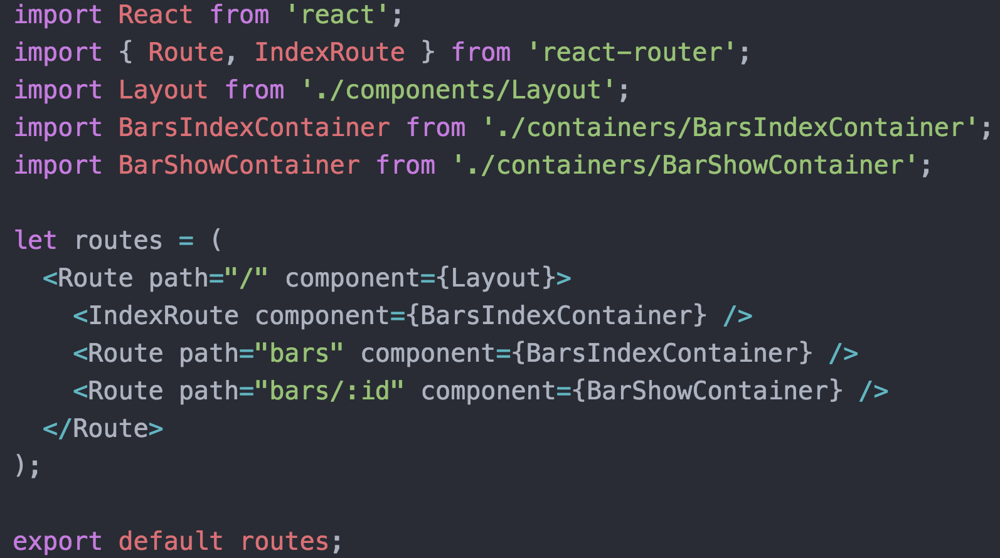 import React from 'react';
import { Route, IndexRoute } from 'react-router';
import Layout from './components/Layout';
import BarsIndexContainer from './containers/BarsIndexContainer';
import BarShowContainer from './containers/BarShowContainer';

let routes = (
  <Route path="/" component={Layout}>
    <IndexRoute component={BarsIndexContainer} />
    <Route path="bars" component={BarsIndexContainer} />
    <Route path="bars/:id" component={BarShowContainer} />
  </Route>
);

export default routes;